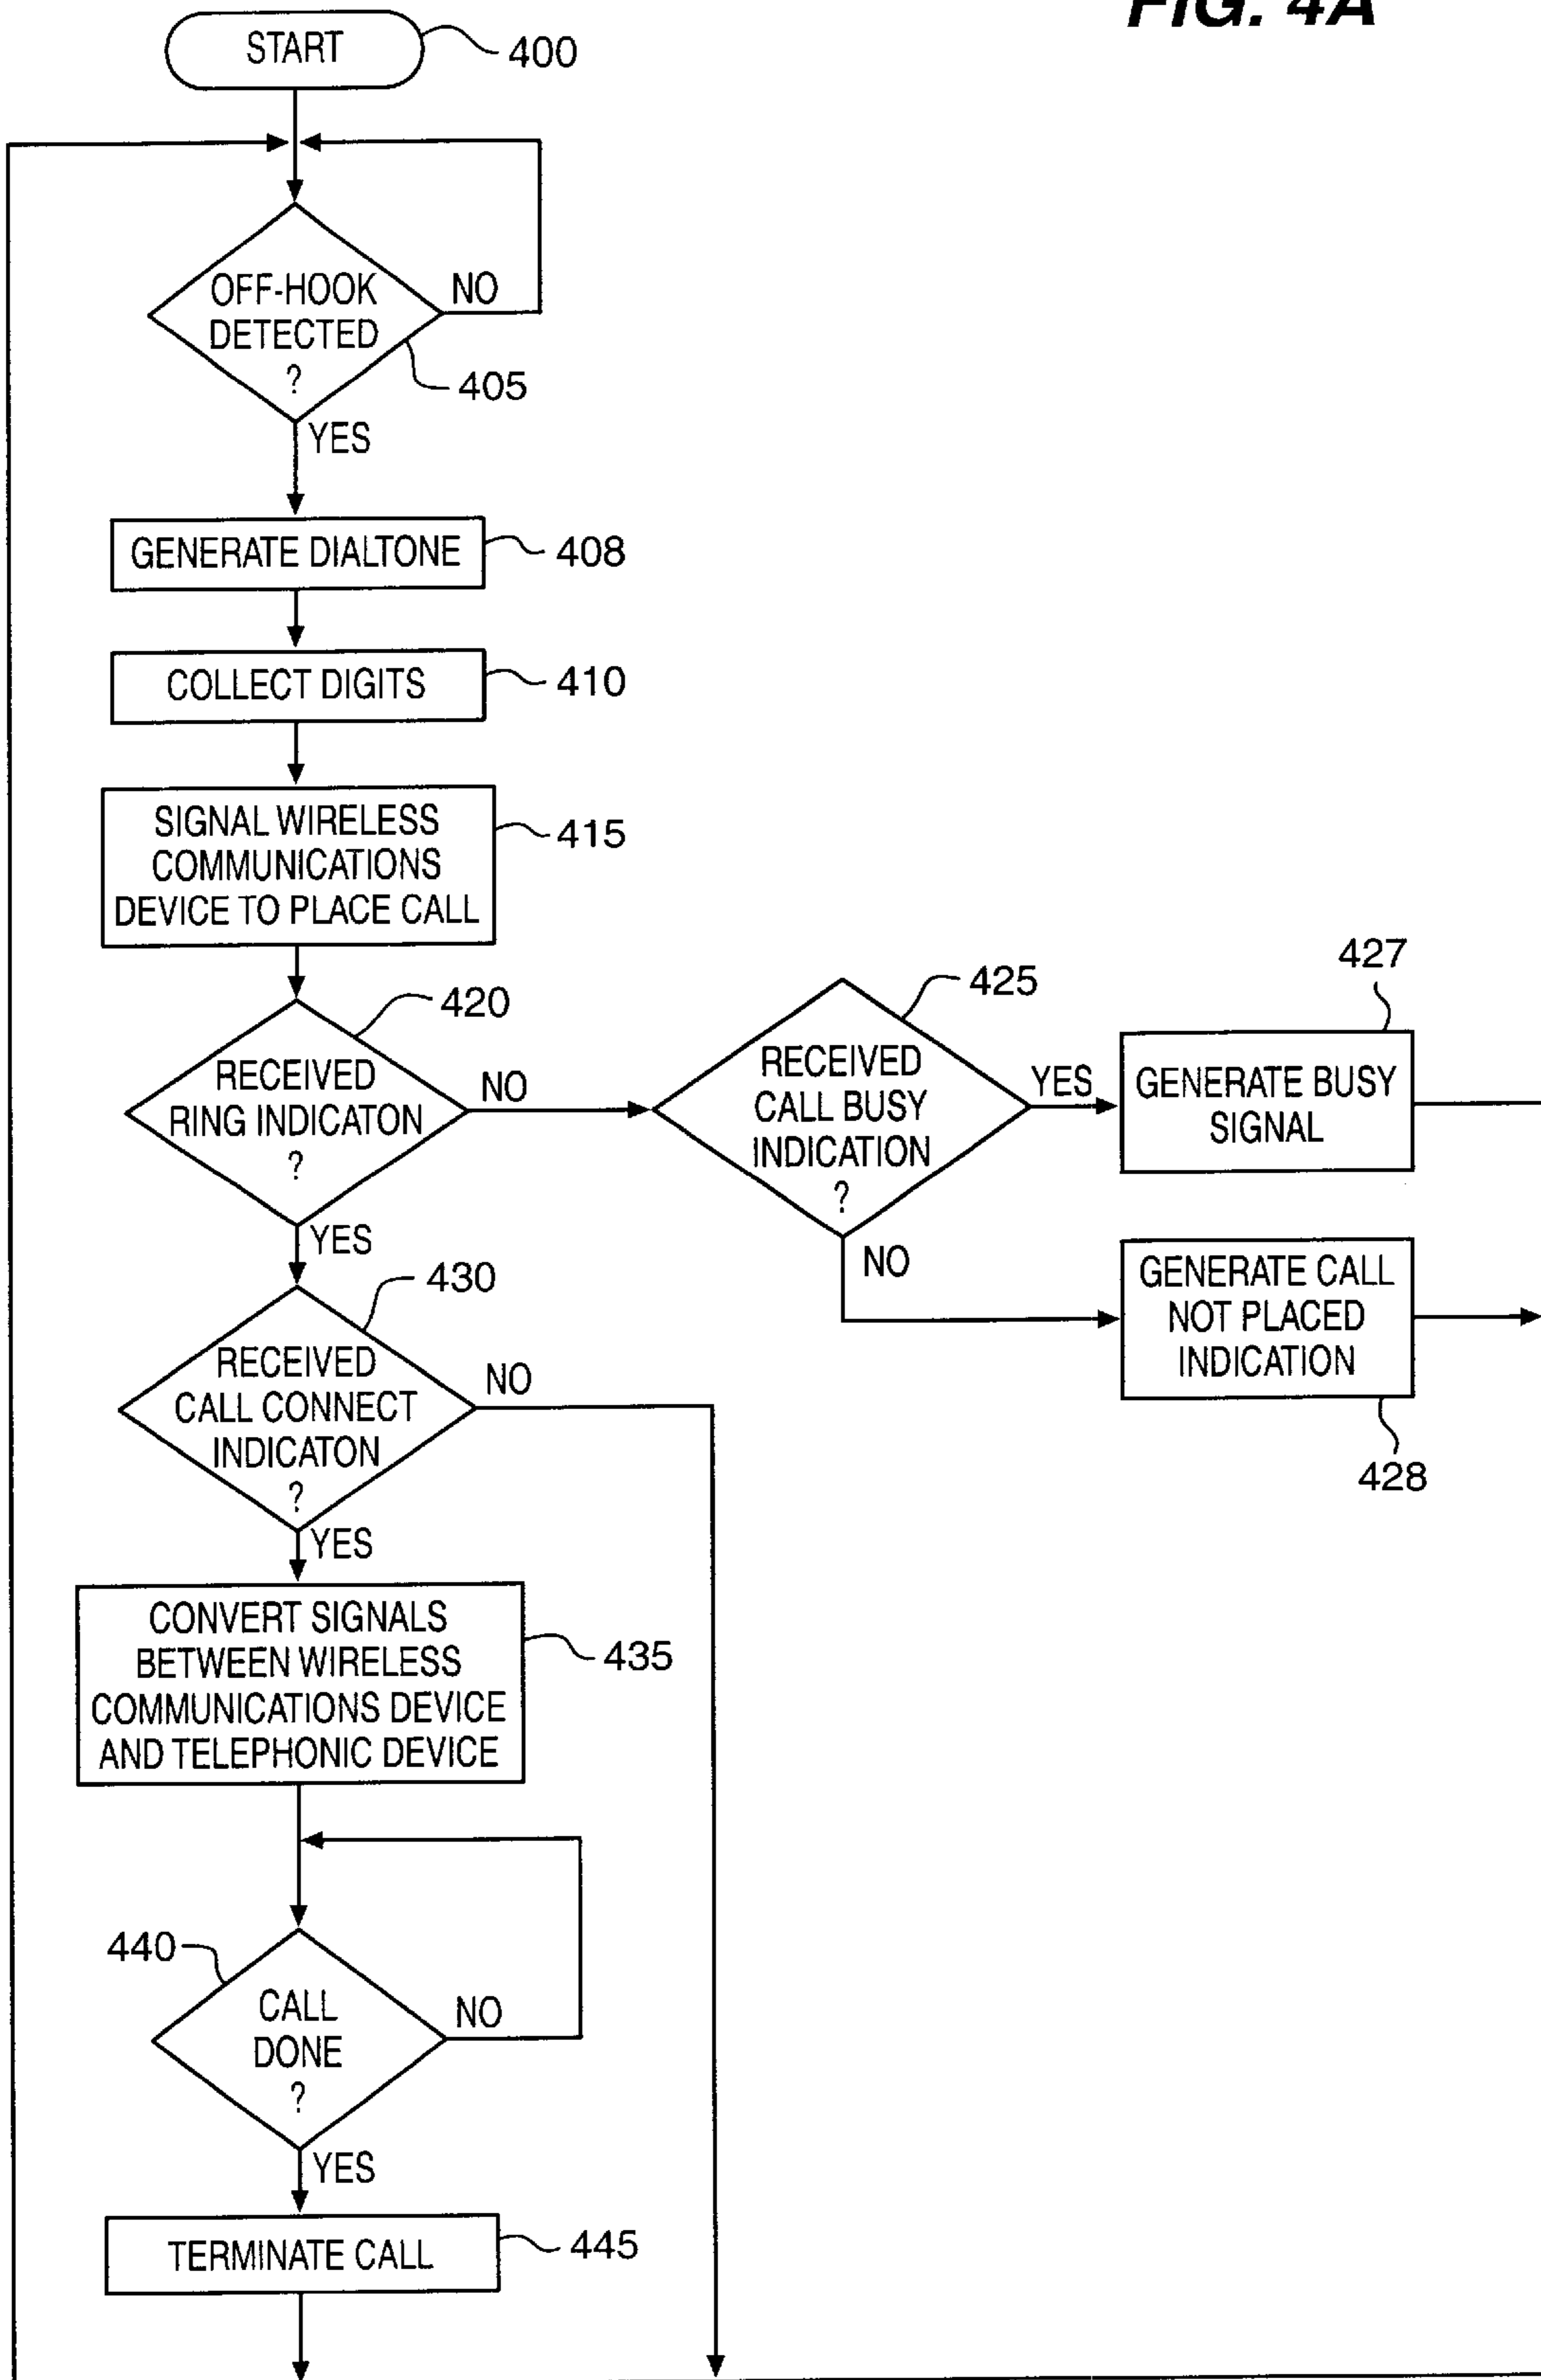 FIG. 4A
START
400
OFF-HOOK
DETECTED
?
NO
405
YES
GENERATE DIALTONE
408
COLLECT DIGITS
410
SIGNAL WIRELESS
COMMUNICATIONS
DEVICE TO PLACE CALL
415
420
RECEIVED
RING INDICATON
?
NO
YES
425
RECEIVED
CALL BUSY
INDICATION
?
YES
NO
427
GENERATE BUSY
SIGNAL
GENERATE CALL
NOT PLACED
INDICATION
428
430
RECEIVED
CALL CONNECT
INDICATON
?
NO
YES
CONVERT SIGNALS
BETWEEN WIRELESS
COMMUNICATIONS DEVICE
AND TELEPHONIC DEVICE
435
440
CALL
DONE
?
NO
YES
TERMINATE CALL
445